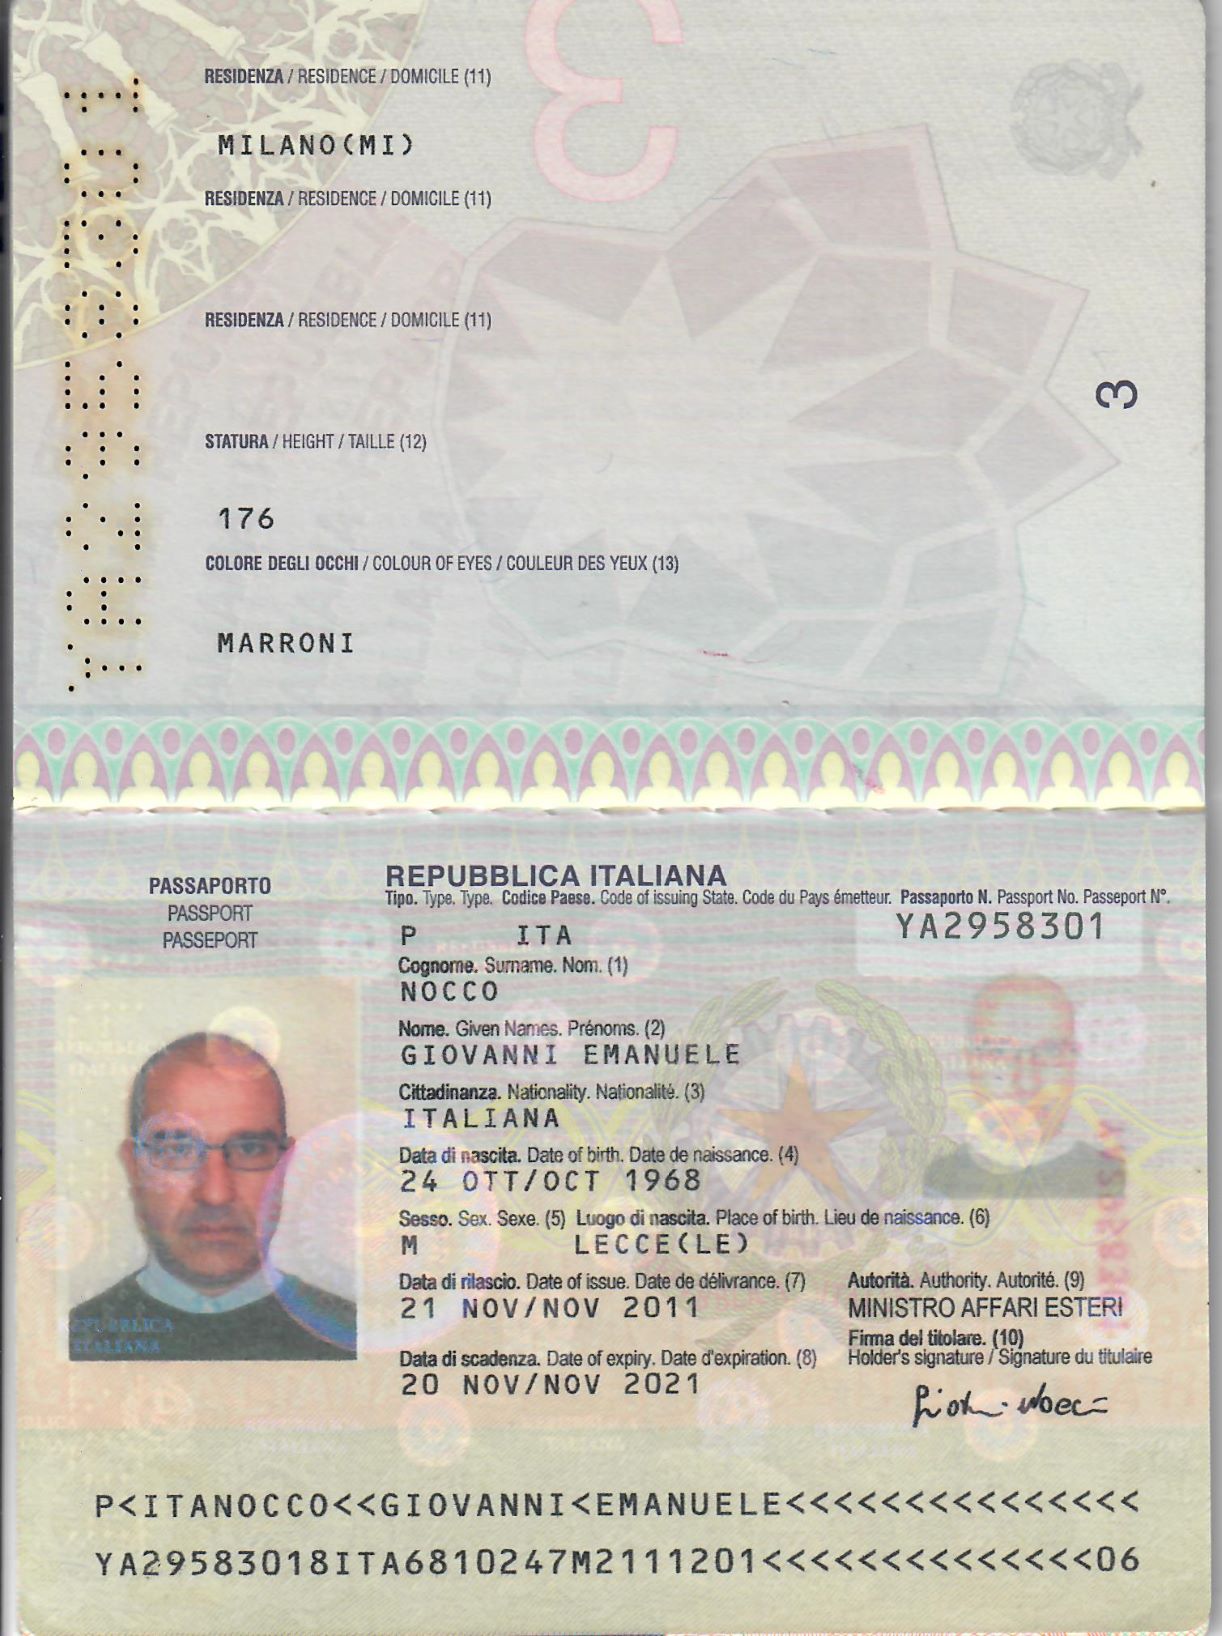 RESIDENZA / RESIDENCE / DOMICILE (11)
MILANO(MI)
RESIDENZA / RESIDENCE / DOMICILE (11)
RESIDENZA / RESIDENCE / DOMICILE (11)
STATURA / HEIGHT / TAILLE (12)
176
COLORE DEGLI OCCHI / COLOUR OF EYES / COULEUR DES YEUX (13)
MARRONI
3
3
PASSAPORTO
PASSPORT
PASSEPORT
REPUBBLICA ITALIANA
Tipo. Type. Type. Codice Paese. Code of issuing State. Code du Pays émetteur. Passaporto N. Passport No. Passeport N°.
P ITA YA2958301
Cognome. Surname. Nom. (1)
NOCCO
Nome. Given Names. Prénoms. (2)
GIOVANNI EMANUELE
Cittadinanza. Nationality. Nationalité. (3)
ITALIANA
Data di nascita. Date of birth. Date de naissance. (4)
24 OTT/OCT 1968
Sesso. Sex. Sexe. (5) Luogo di nascita. Place of birth. Lieu de naissance. (6)
M LECCE(LE)
Data di rilascio. Date of issue. Date de délivrance. (7) Autorità. Authority. Autorité. (9)
21 NOV/NOV 2011 MINISTRO AFFARI ESTERI
Firma del titolare. (10)
Data di scadenza. Date of expiry. Date d'expiration. (8) Holder's signature / Signature du titulaire
20 NOV/NOV 2021
REPUBBLICA
ITALIANA
P<ITANOCCO<<GIOVANNI<EMANUELE<<<<<<<<<<<<<<<
YA29583018ITA6810247M2111201<<<<<<<<<<<<<<06